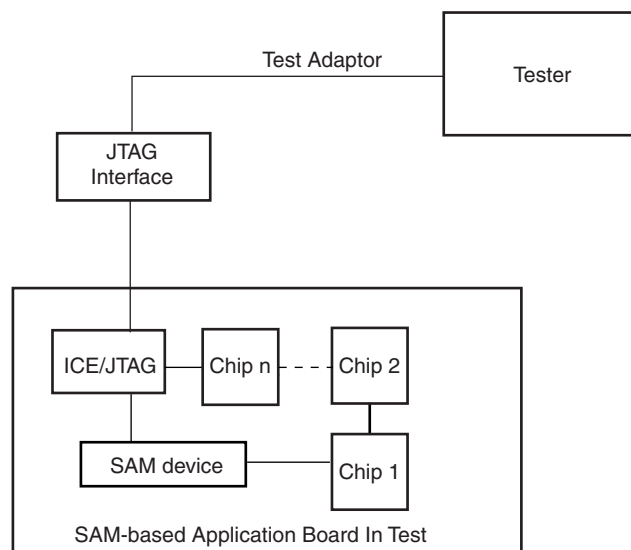 Test Adaptor
Tester
JTAG
Interface
ICE/JTAG
Chip n
Chip 2
SAM device
Chip 1
SAM-based Application Board In Test